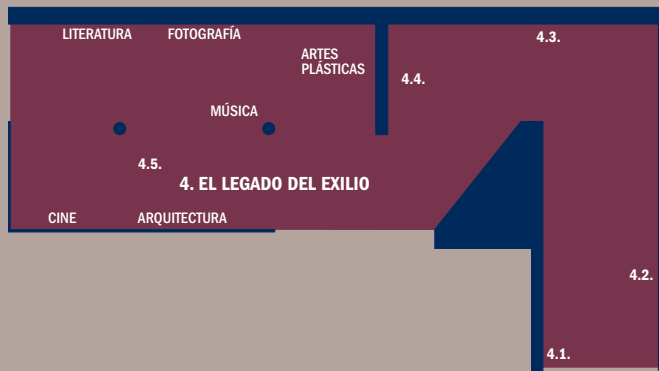 LITERATURA
FOTOGRAFÍA
4.3.
ARTES
PLÁSTICAS
4.4.
MÚSICA
4.5.
4. EL LEGADO DEL EXILIO
CINE
ARQUITECTURA
4.2.
4.1.